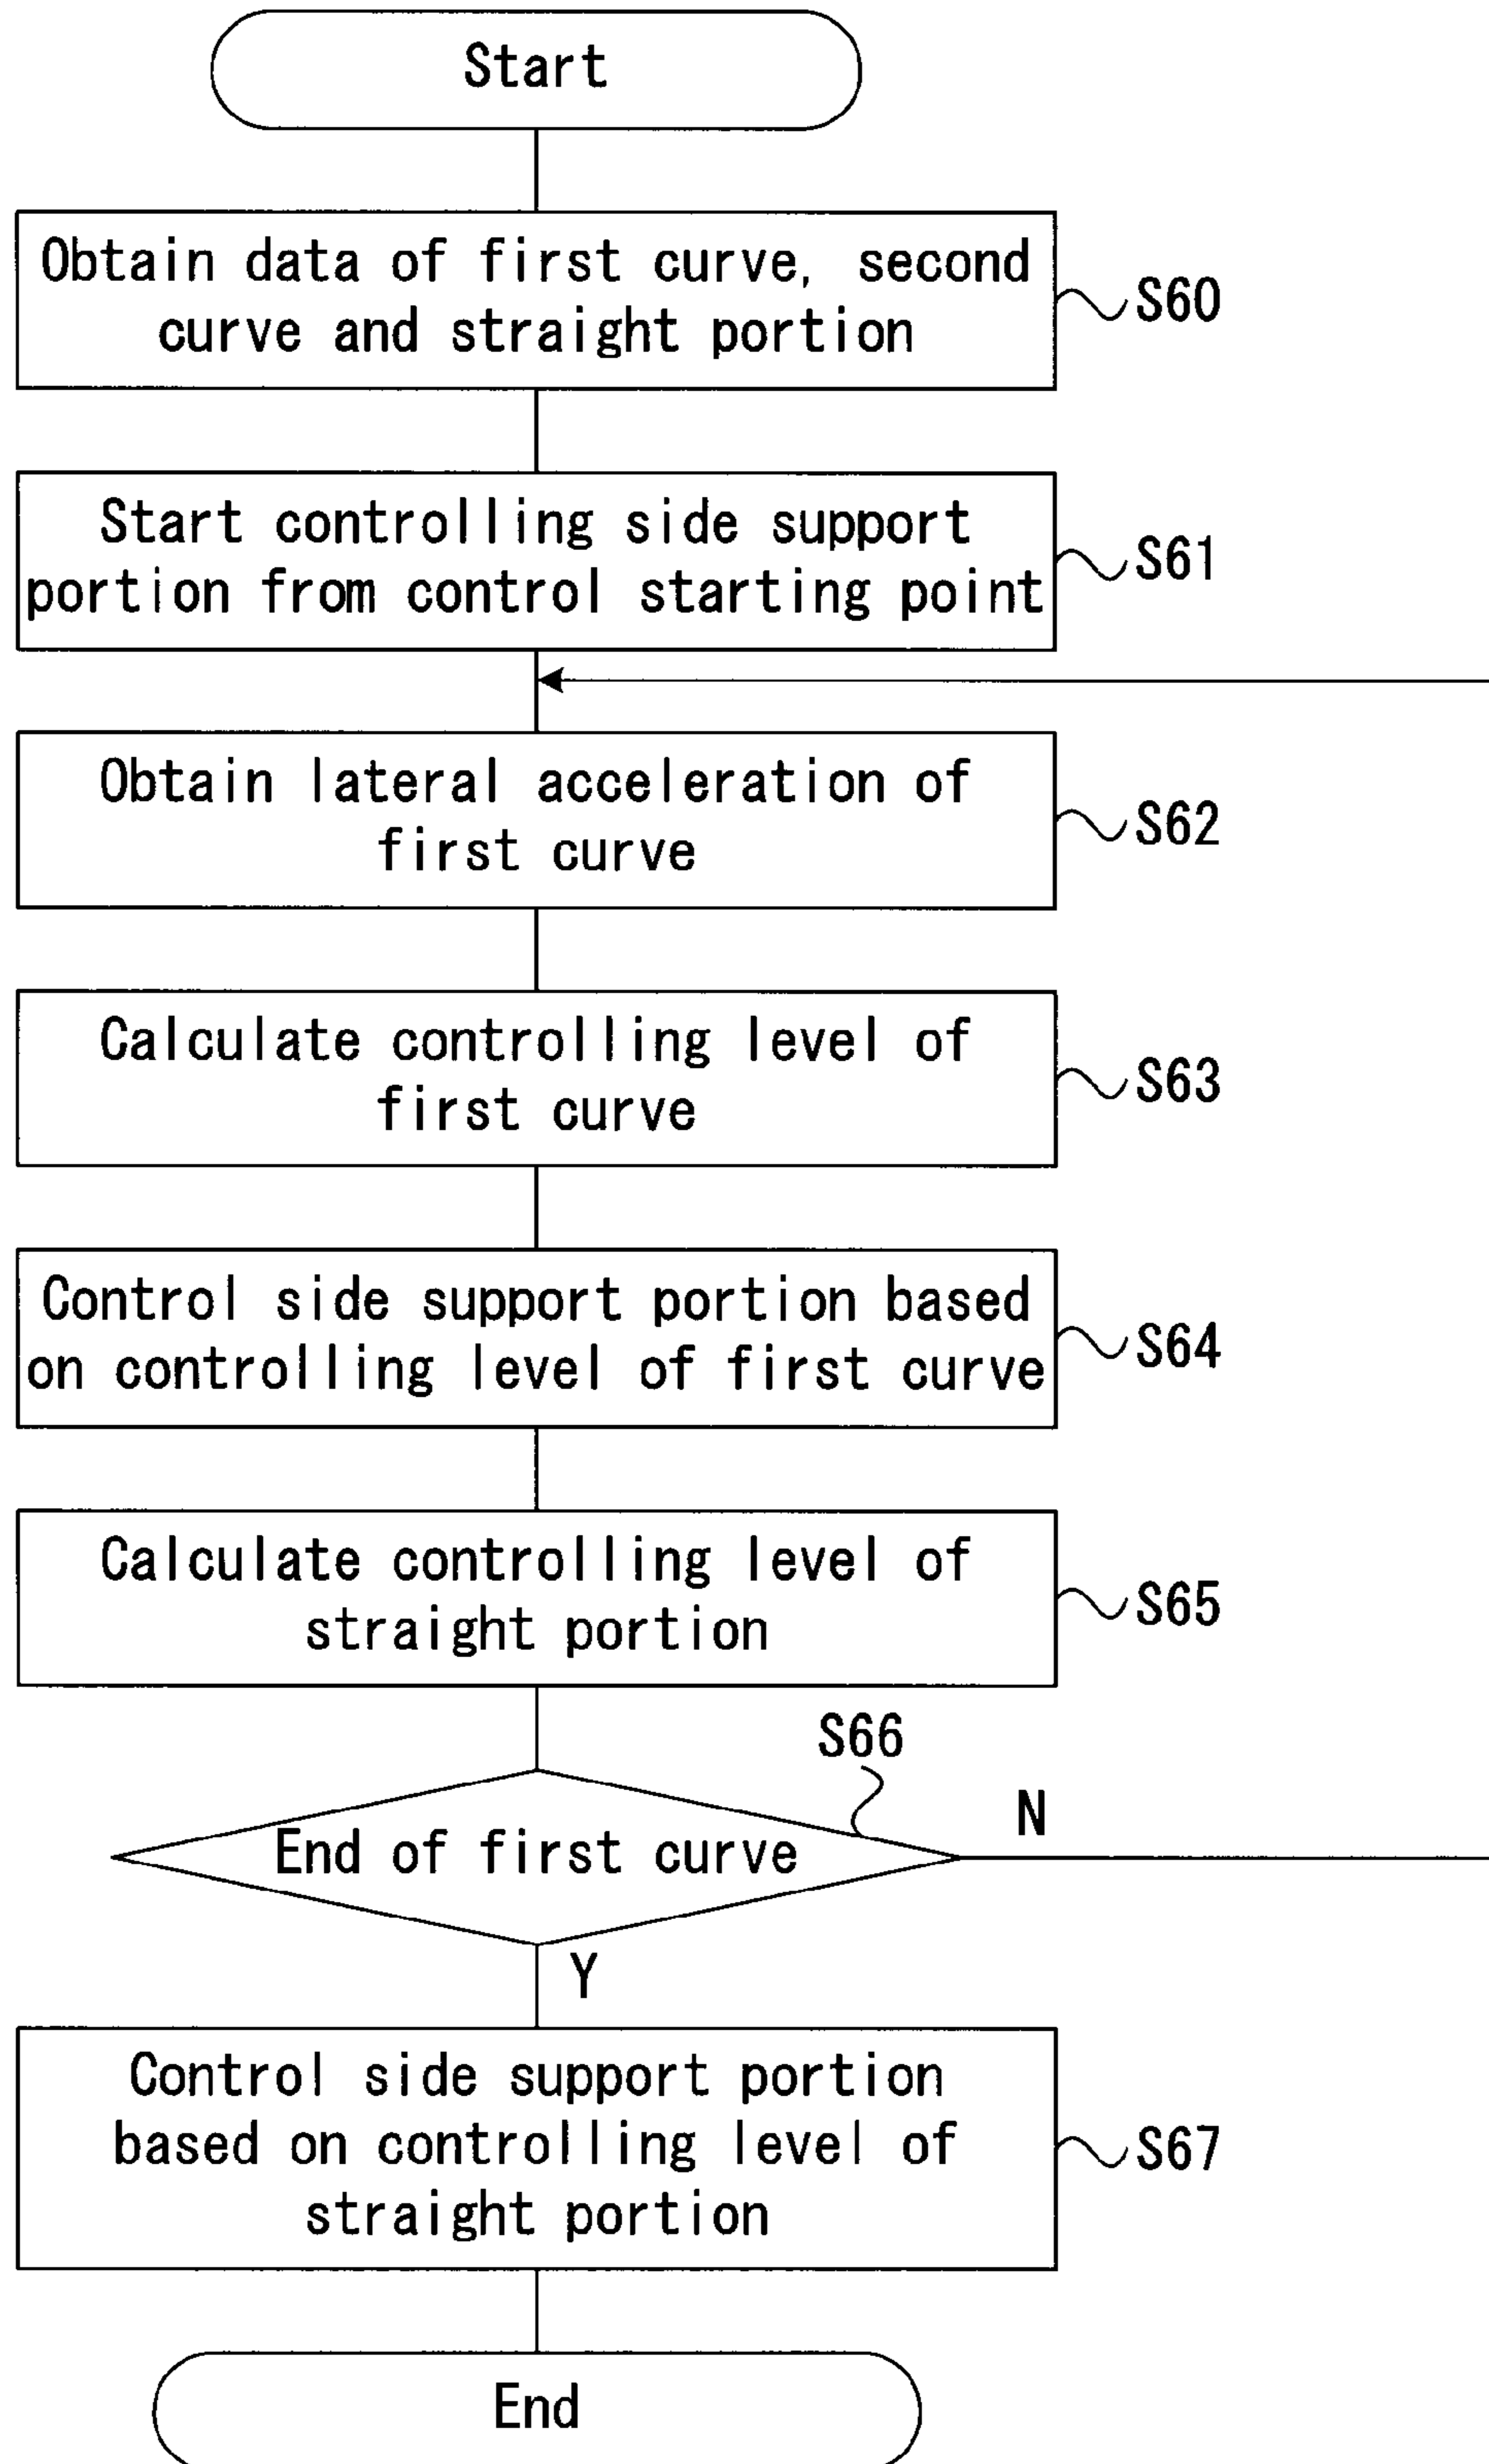 Start
Obtain data of first curve, second
curve and straight portion
S60
Start controlling side support
portion from control starting point
S61
Obtain lateral acceleration of
first curve
S62
Calculate controlling level of
first curve
S63
Control side support portion based
on controlling level of first curve
S64
Calculate controlling level of
straight portion
S65
S66
N
End of first curve
Y
Control side support portion
based on controlling level of
straight portion
S67
End